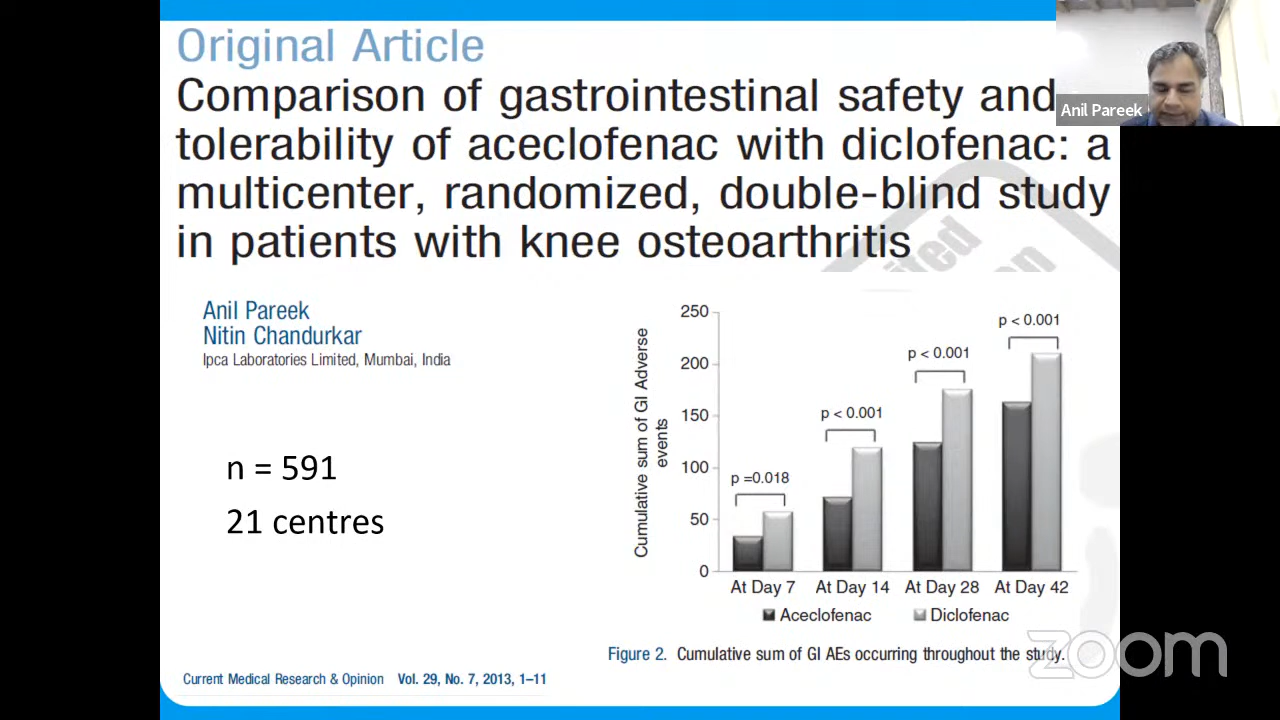 Original Article
Comparison of gastrointestinal safety and
tolerability of aceclofenac with diclofenac: a
multicenter, randomized, double-blind study
in patients with knee osteoarthritis
Anil Pareek
Anil Pareek
Nitin Chandurkar
Ipca Laboratories Limited, Mumbai, India
n = 591
21 centres
Cumulative sum of GI Adverse
events
250
200
150
100
50
0
p =0.018
p < 0.001
p < 0.001
p < 0.001
At Day 7 At Day 14 At Day 28 At Day 42
Aceclofenac Diclofenac
Figure 2. Cumulative sum of GI AEs occurring throughout the study.
Current Medical Research & Opinion Vol. 29, No. 7, 2013, 1–11
zoom